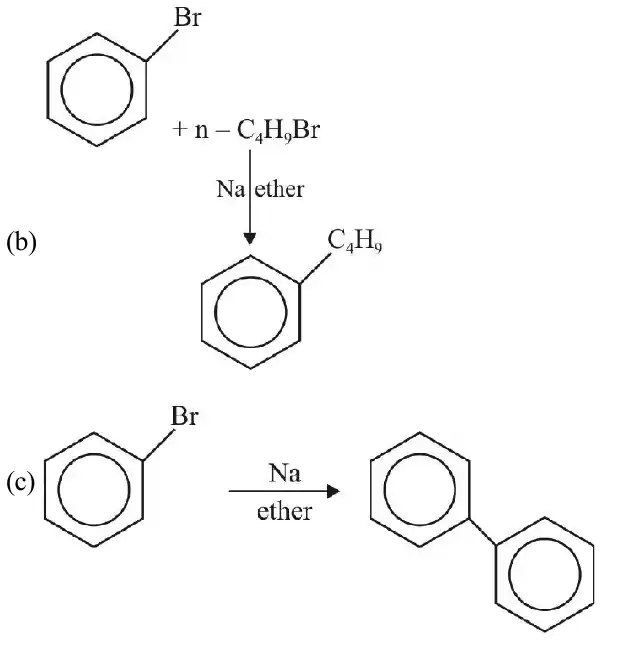 Br
+ n – C₄H₉Br
Na ether
(b)
C₄H₉
Br
(c)
Na
ether